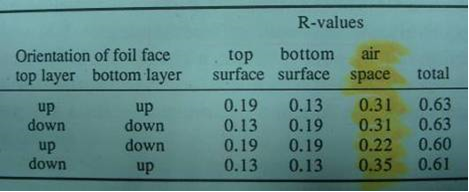 R-values
Orientation of foil face top bottom air
top layer bottom layer surface surface space total
up up 0.19 0.13 0.31 0.63
down down 0.13 0.19 0.31 0.63
up down 0.19 0.19 0.22 0.60
down up 0.13 0.13 0.35 0.61